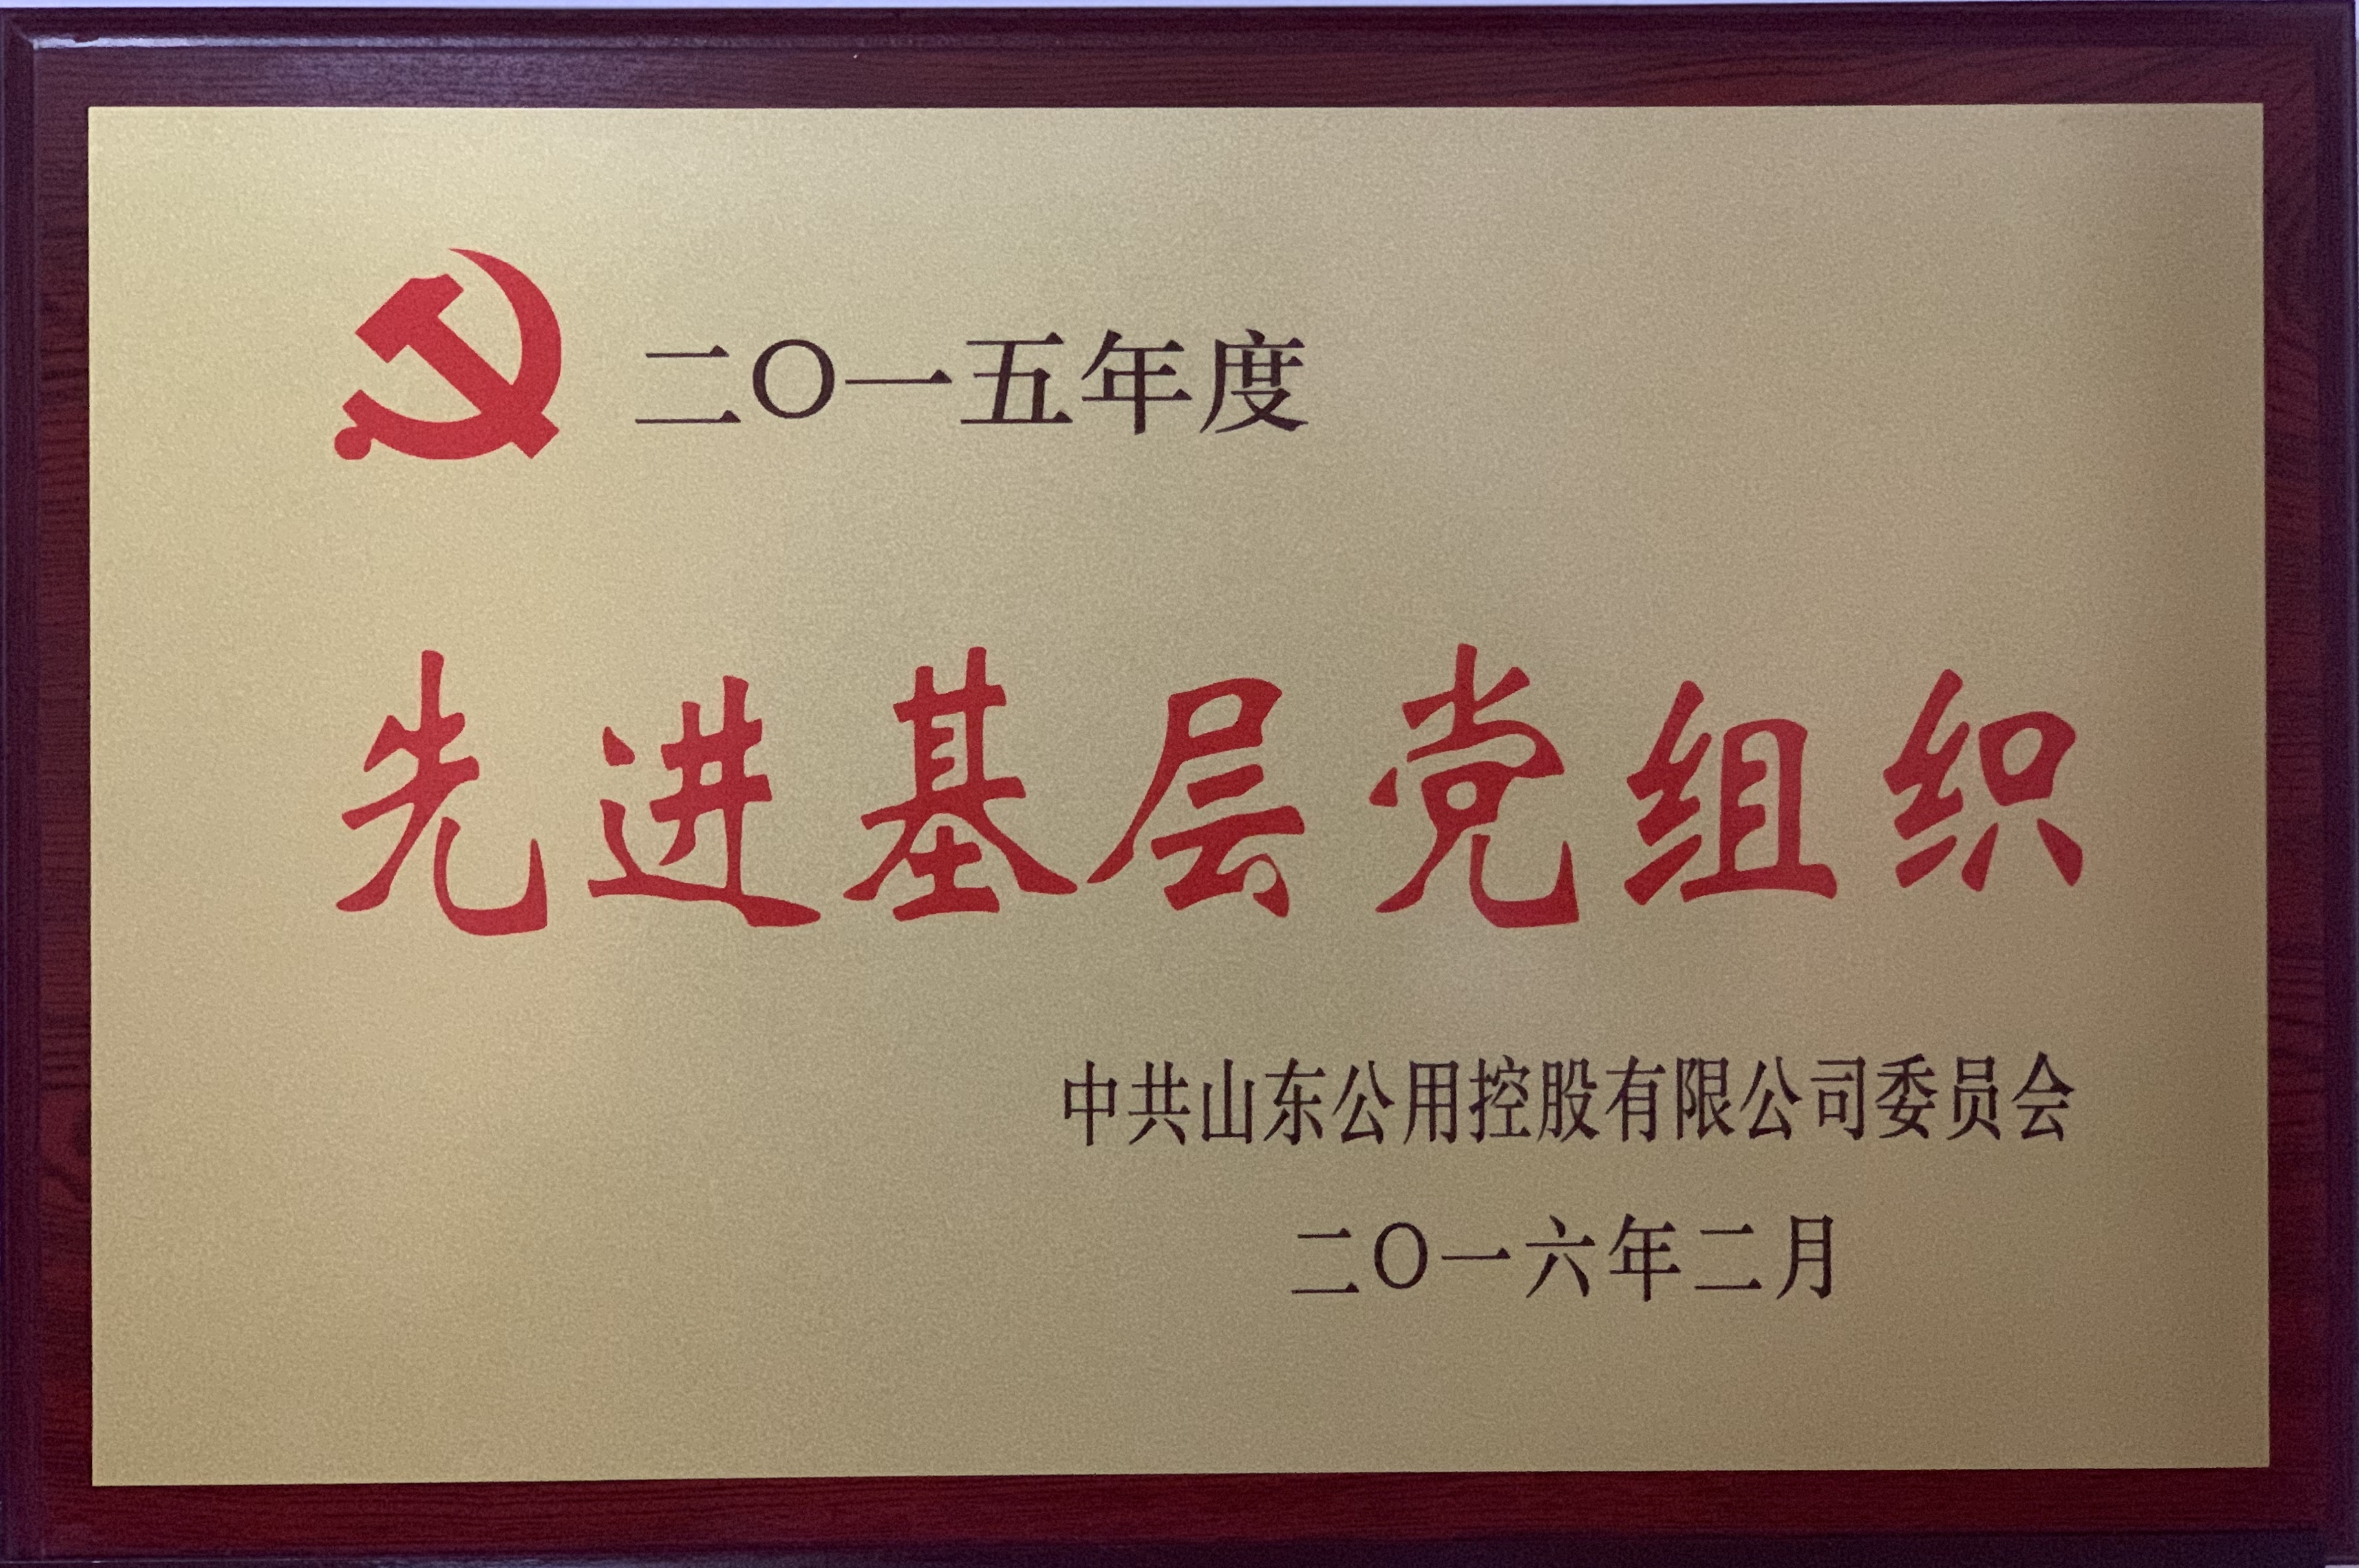 二〇一五年度
先进基层党组织
中共山东公用控股有限公司委员会
二〇一六年二月